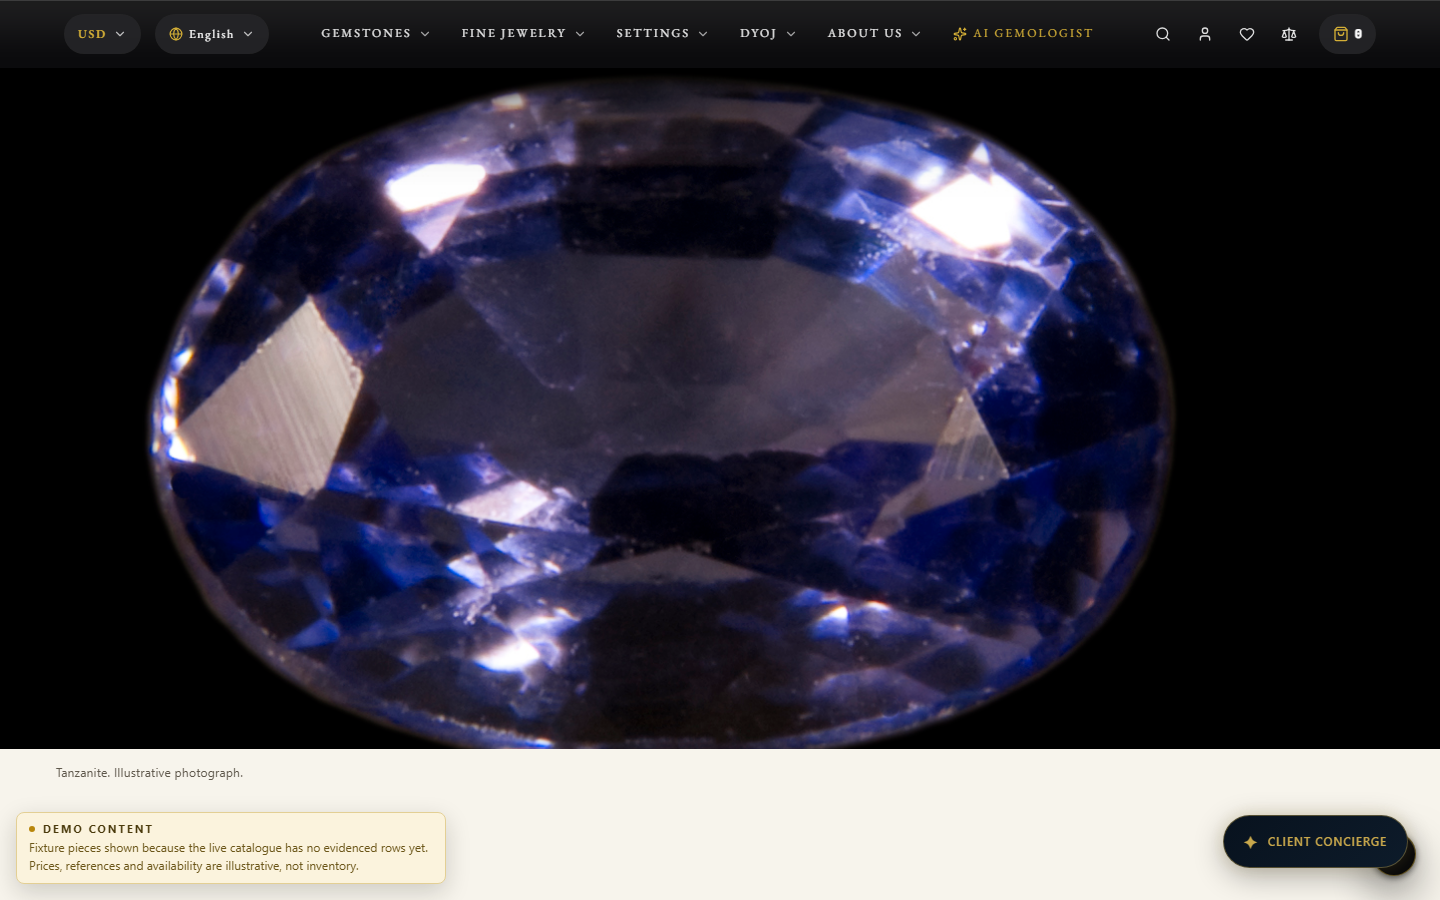 USD
English
GEMSTONES
FINE JEWELRY
SETTINGS
DYOJ
ABOUT US
AI GEMOLOGIST
0
Tanzanite. Illustrative photograph.
DEMO CONTENT
Fixture pieces shown because the live catalogue has no evidenced rows yet.
Prices, references and availability are illustrative, not inventory.
CLIENT CONCIERGE